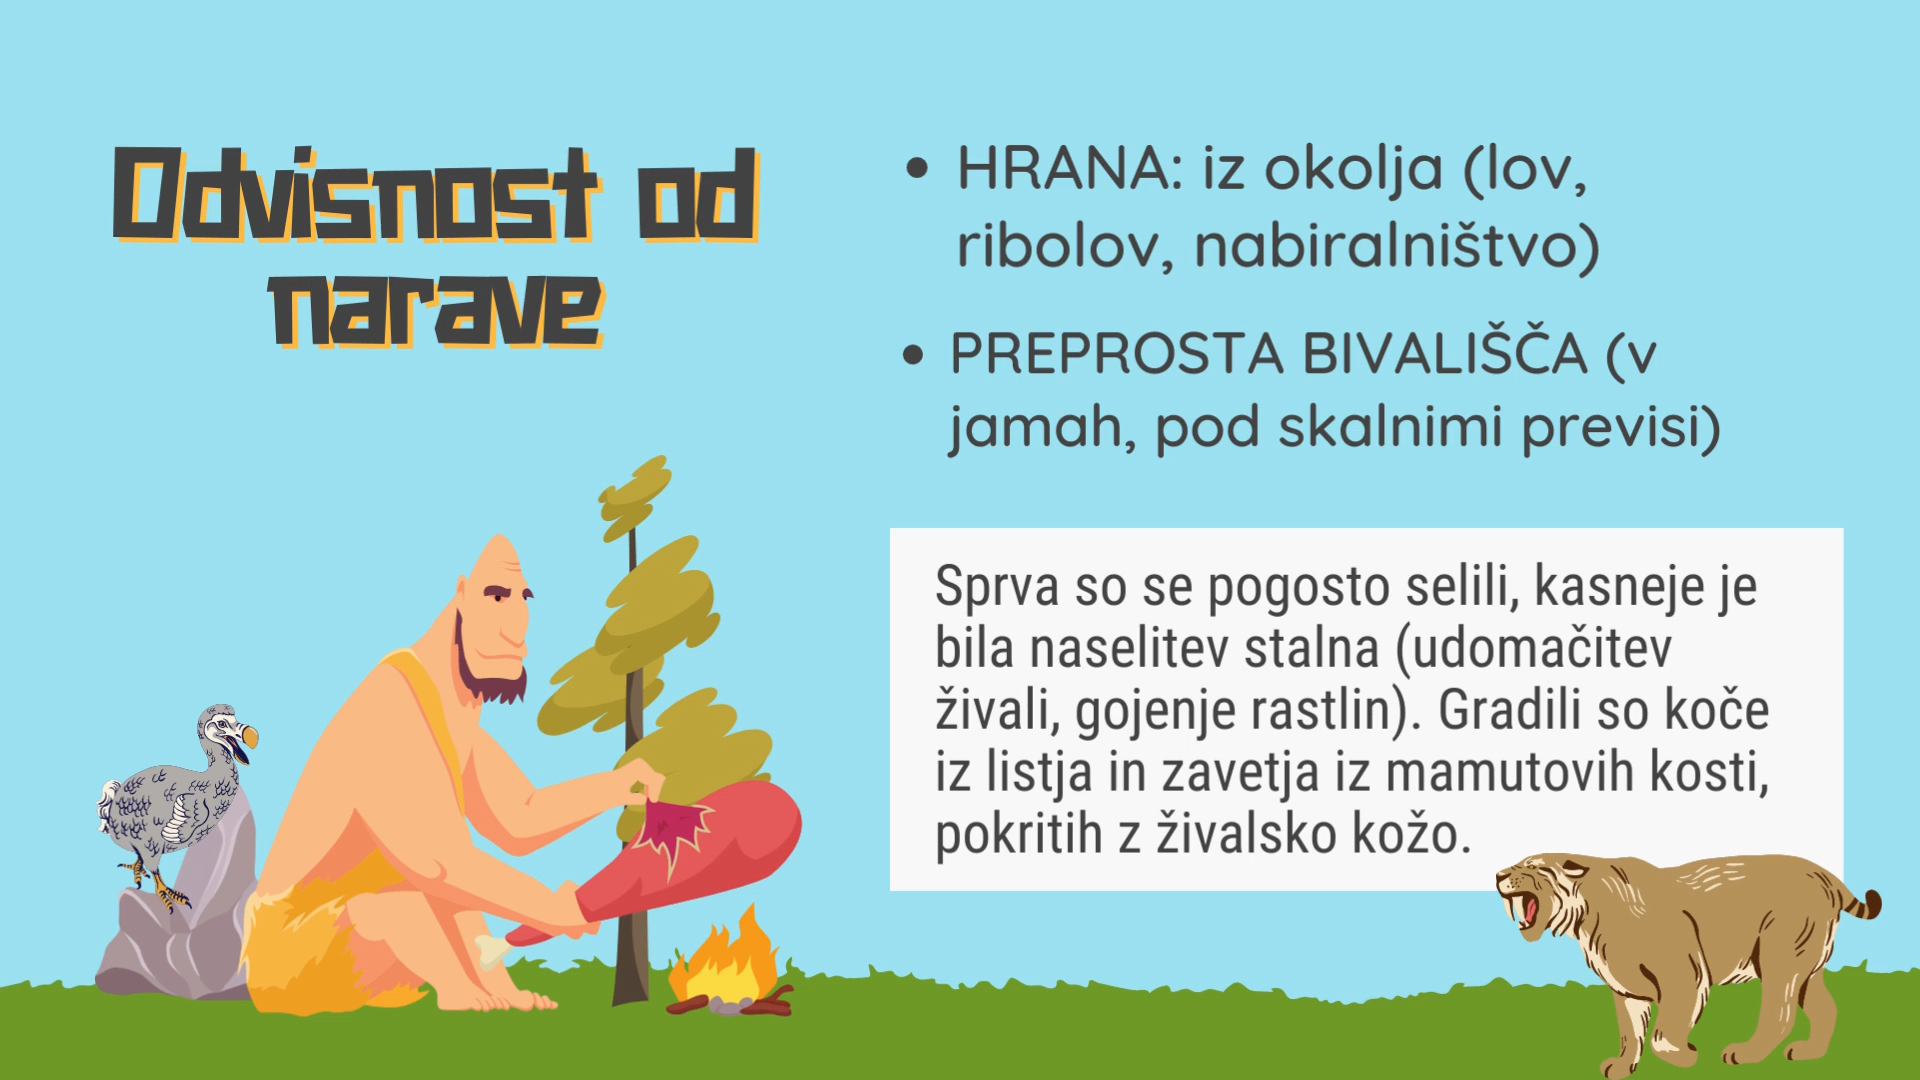 Odvisnost od
narave
• HRANA: iz okolja (lov,
ribolov, nabiralništvo)
• PREPROSTA BIVALIŠČA (v
jamah, pod skalnimi previsi)
Sprva so se pogosto selili, kasneje je
bila naselitev stalna (udomačitev
živali, gojenje rastlin). Gradili so koče
iz listja in zavetja iz mamutovih kosti,
pokritih z živalsko kožo.